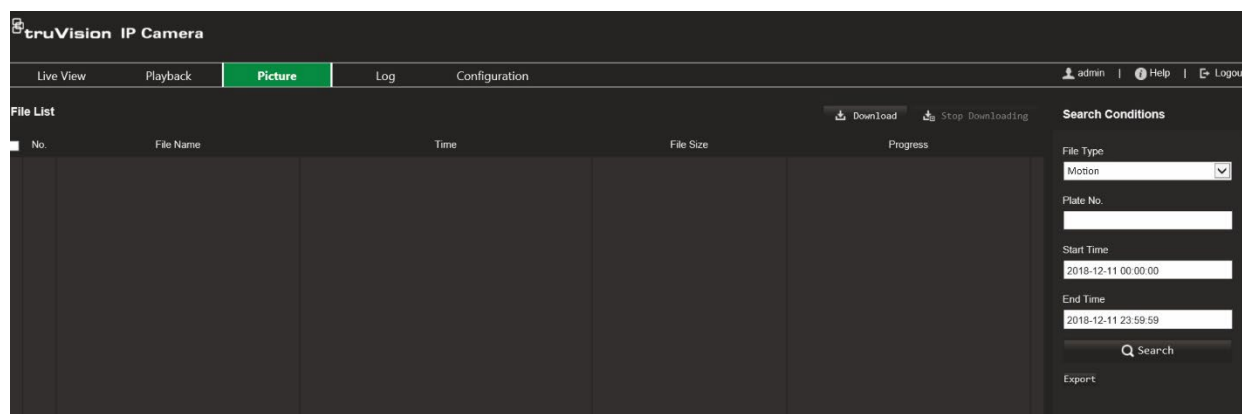 truVision IP Camera
Live View Playback Picture Log Configuration admin | Help |
File List Download Stop Downloading Search Conditions
No. File Name Time File Size Progress
File Type
Motion
Plate No.
Start Time
2018-12-11 00:00:00
End Time
2018-12-11 23:59:59
Search
Export